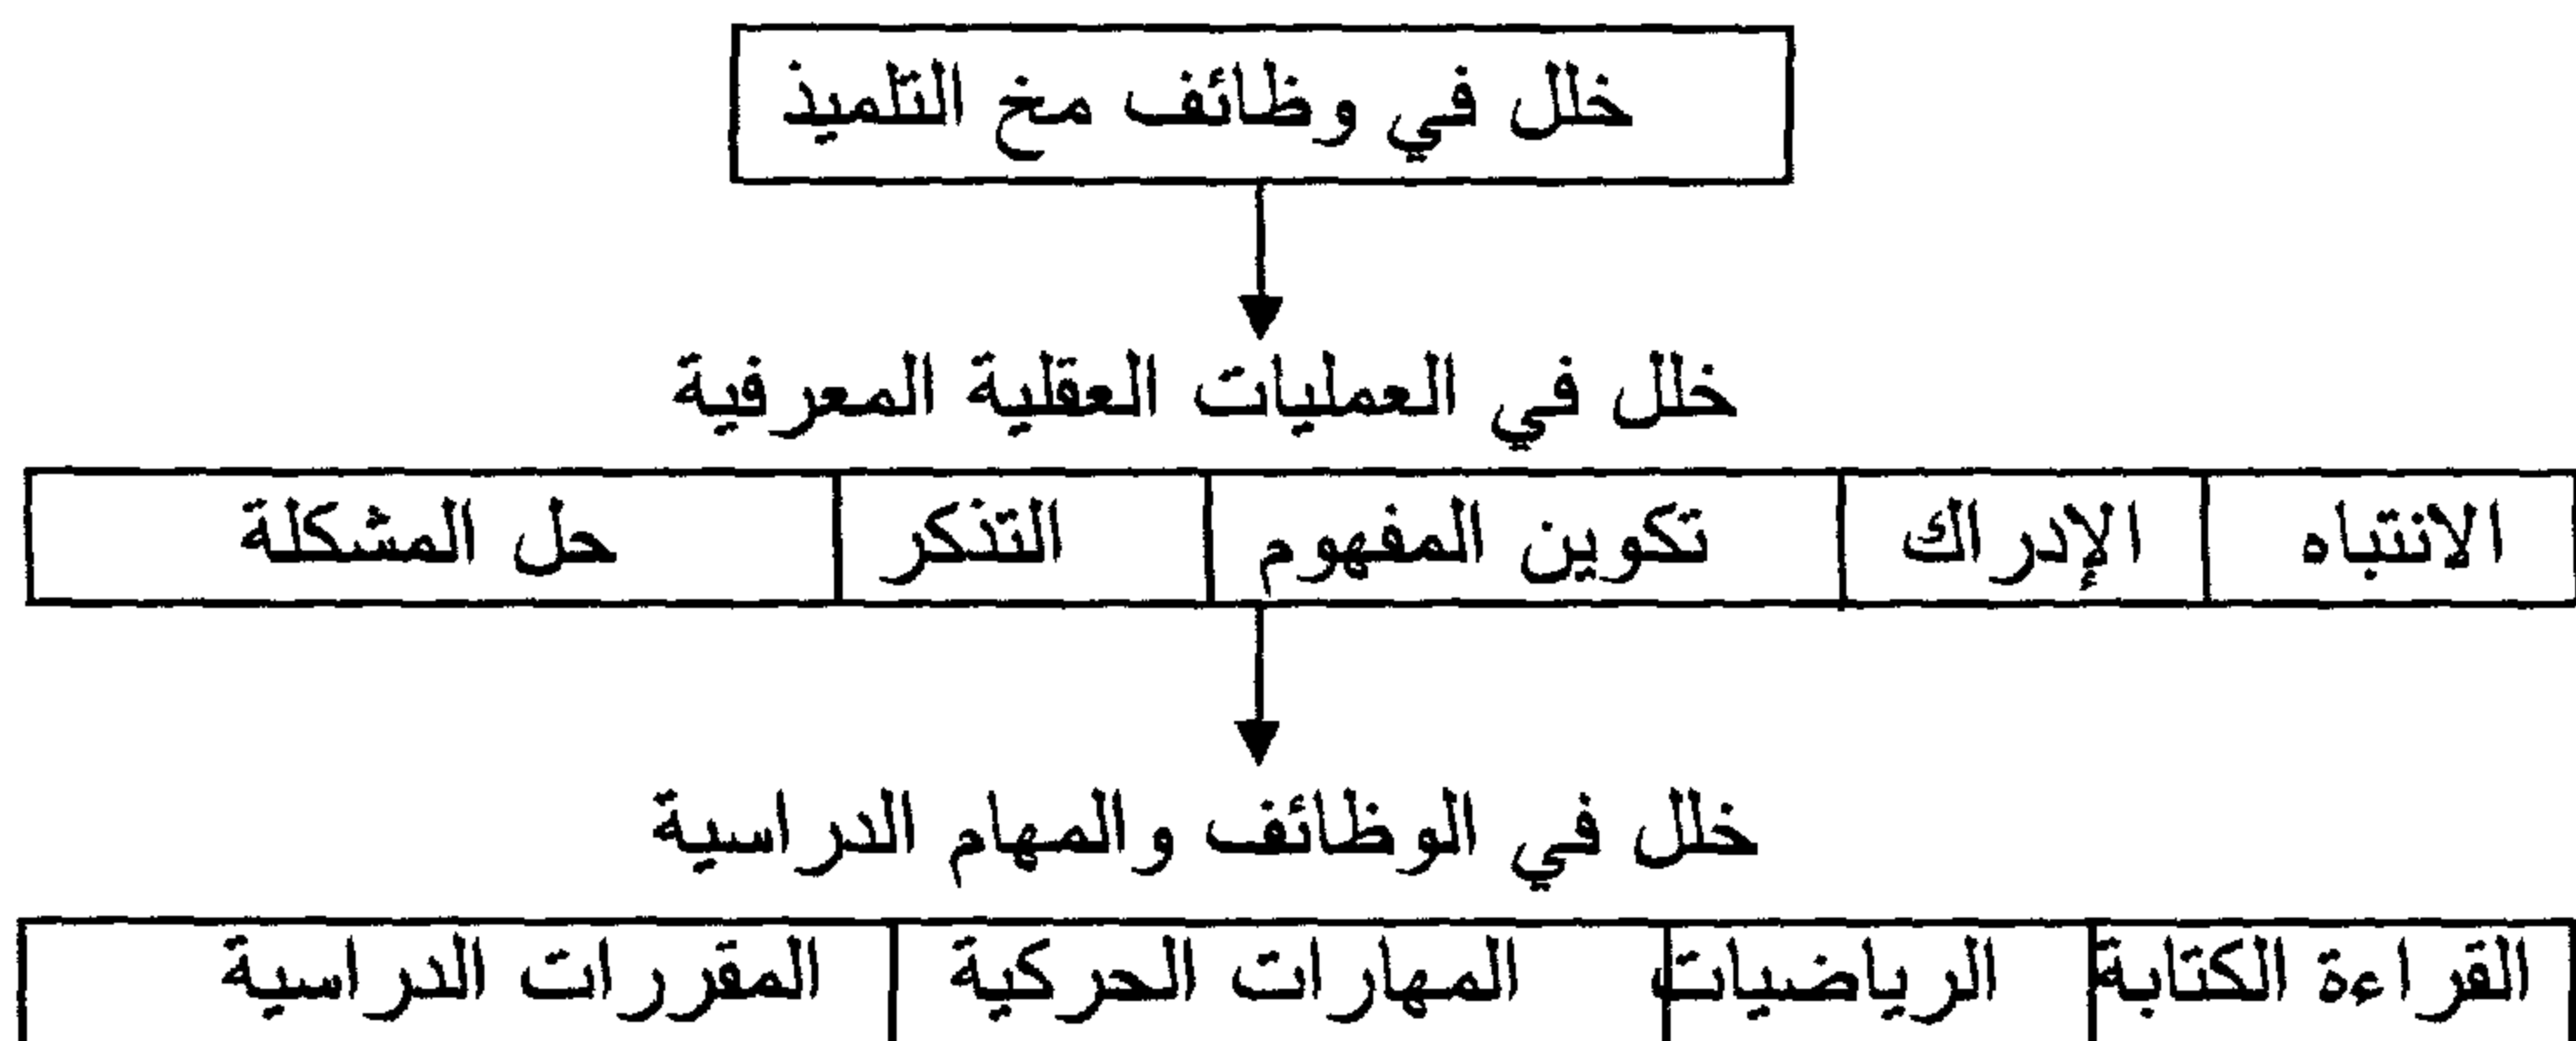 خلل في وظائف مخ التلميذ
خلل في العمليات العقلية المعرفية
الانتباه الإدراك تكوين المفهوم التذكر حل المشكلة
خلل في الوظائف والمهام الدراسية
القراءة الكتابة الرياضيات المهارات الحركية المقررات الدراسية